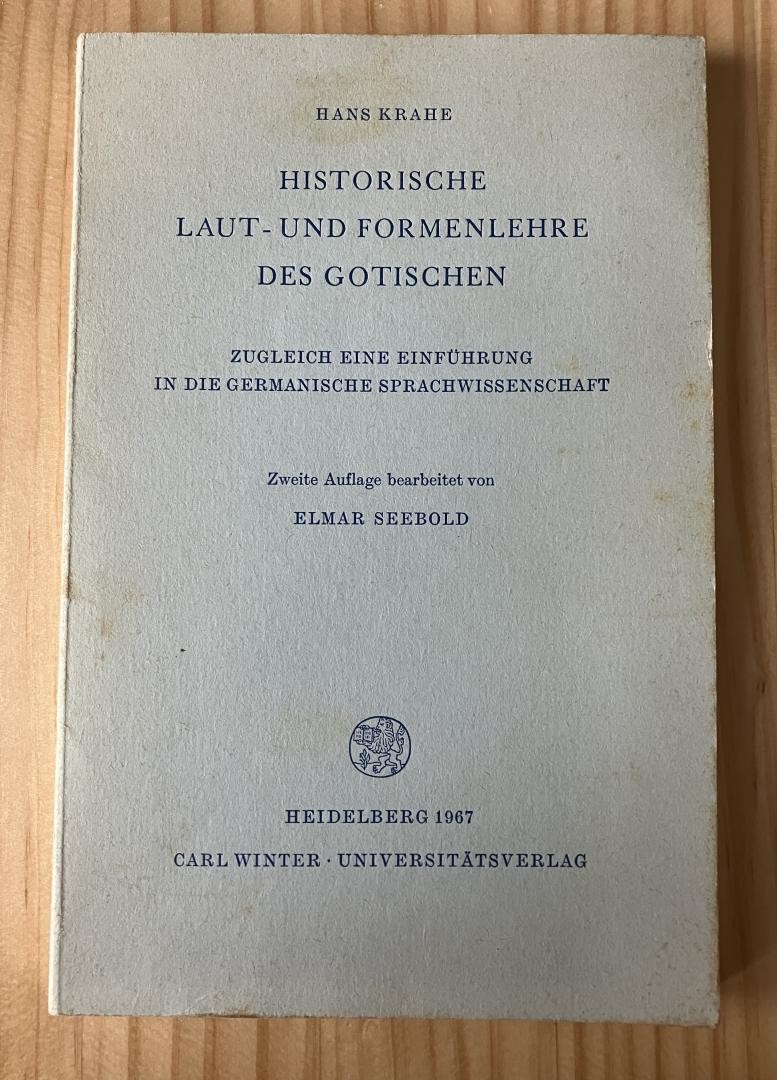 HANS KRAHE
HISTORISCHE
LAUT- UND FORMENLEHRE
DES GOTISCHEN
ZUGLEICH EINE EINFÜHRUNG
IN DIE GERMANISCHE SPRACHWISSENSCHAFT
Zweite Auflage bearbeitet von
ELMAR SEEBOLD
HEIDELBERG 1967
CARL WINTER · UNIVERSITÄTSVERLAG